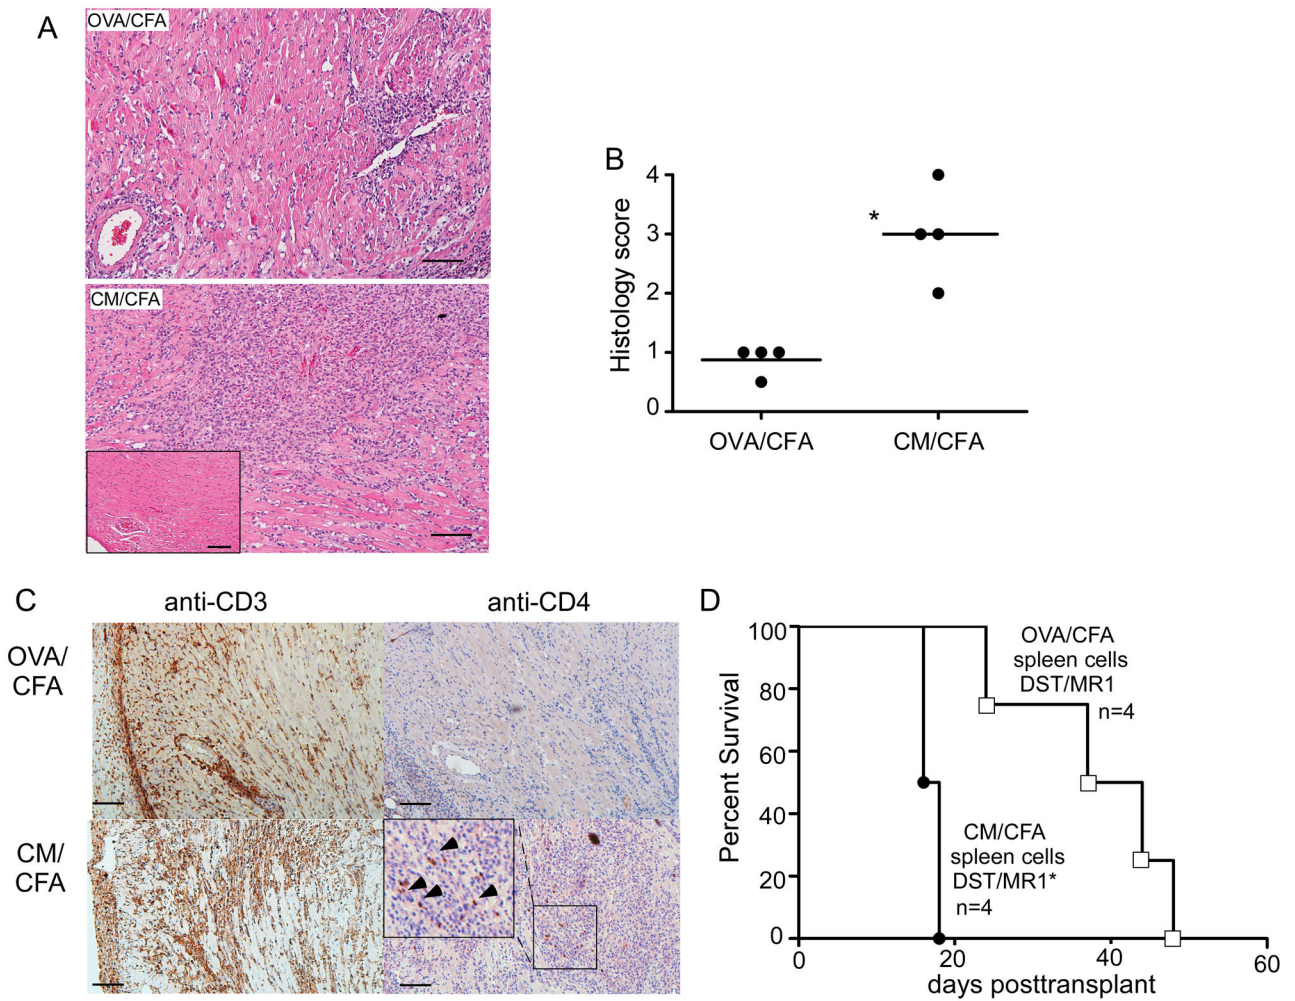 A
OVA/CFA
CM/CFA
B
Histology score
4
3
2
1
0
*
OVA/CFA
CM/CFA
C
anti-CD3
anti-CD4
OVA/
CFA
CM/
CFA
D
Percent Survival
100
80
60
40
20
0
OVA/CFA
spleen cells
DST/MR1
n=4
CM/CFA
spleen cells
DST/MR1*
n=4
0
20
40
60
days posttransplant